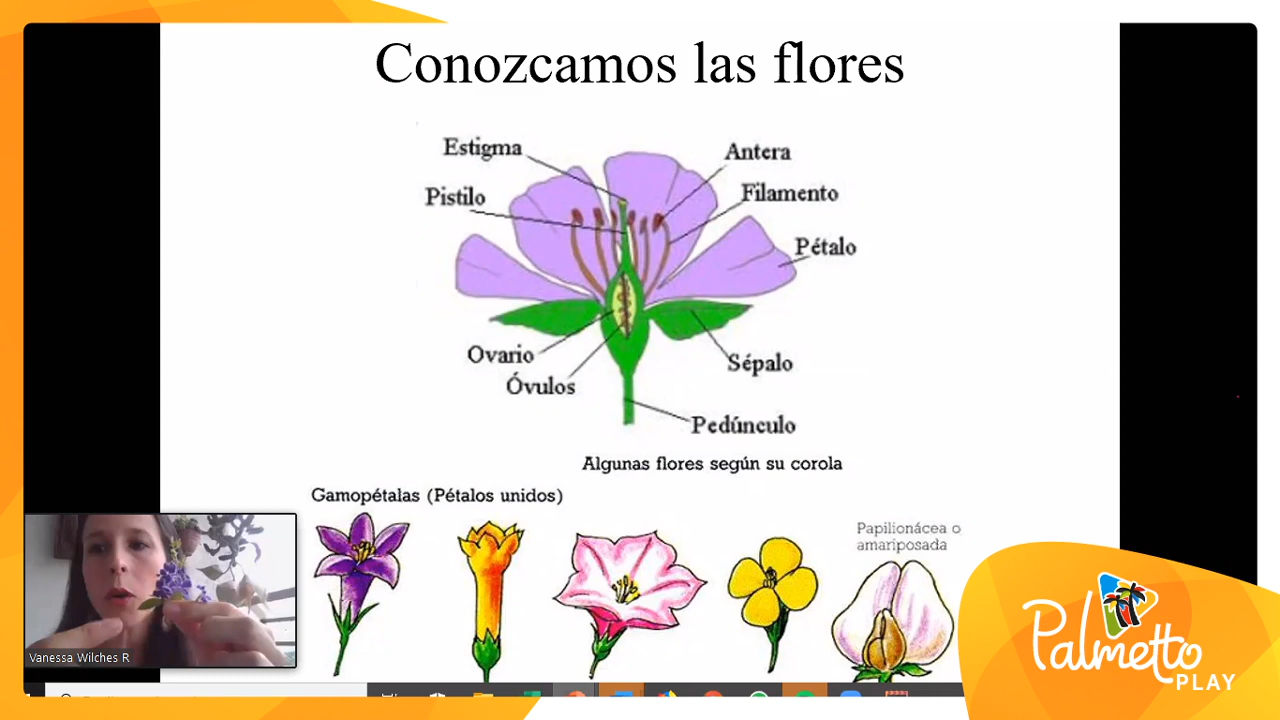 Conozcamos las flores
Estigma
Antera
Pistilo
Filamento
Pétalo
Ovario
Óvulos
Sépalo
Pedúnculo
Algunas flores según su corola
Gamopétalas (Pétalos unidos)
Papilionácea o
amariposada
Vanessa Wilches R
Palmetto
PLAY